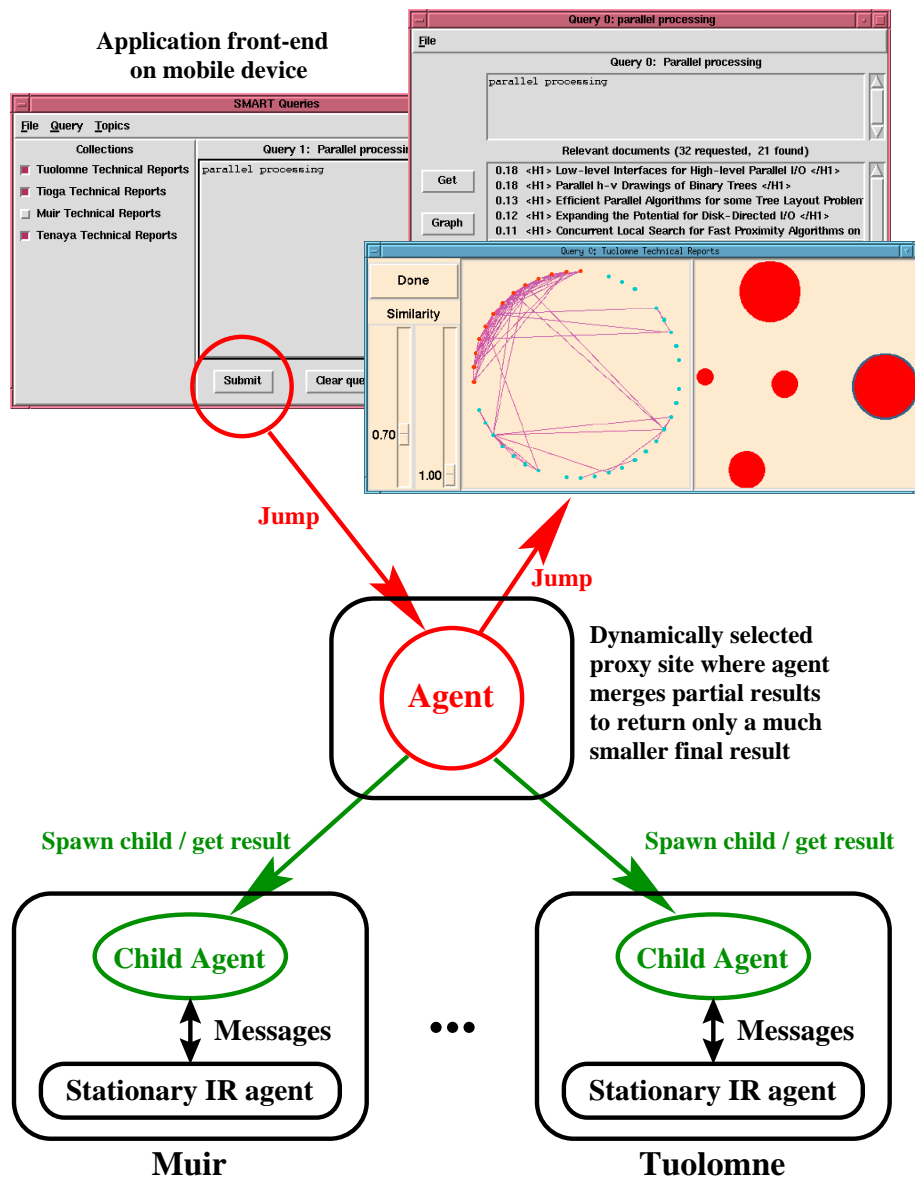 Application front-end
on mobile device
SMART Queries
File Query Topics
Collections
Tuolomne Technical Reports
Tioga Technical Reports
Muir Technical Reports
Tenaya Technical Reports
Query 1: Parallel processin
parallel processing
Submit
Clear que
Query 0: parallel processing
File
Query 0: Parallel processing
parallel processing
Relevant documents (32 requested, 21 found)
Get
Graph
0.18 <H1> Low-level Interfaces for High-level Parallel I/O </H1>
0.18 <H1> Parallel h-v Drawings of Binary Trees </H1>
0.13 <H1> Efficient Parallel Algorithms for some Tree Layout Problem
0.12 <H1> Expanding the Potential for Disk-Directed I/O </H1>
0.11 <H1> Concurrent Local Search for Fast Proximity Algorithms on
Query 0: Tuolomne Technical Reports
Done
Similarity
0.70
1.00
Jump
Jump
Agent
Dynamically selected
proxy site where agent
merges partial results
to return only a much
smaller final result
Spawn child / get result
Spawn child / get result
Child Agent
Messages
Stationary IR agent
Muir
•••
Child Agent
Messages
Stationary IR agent
Tuolomne